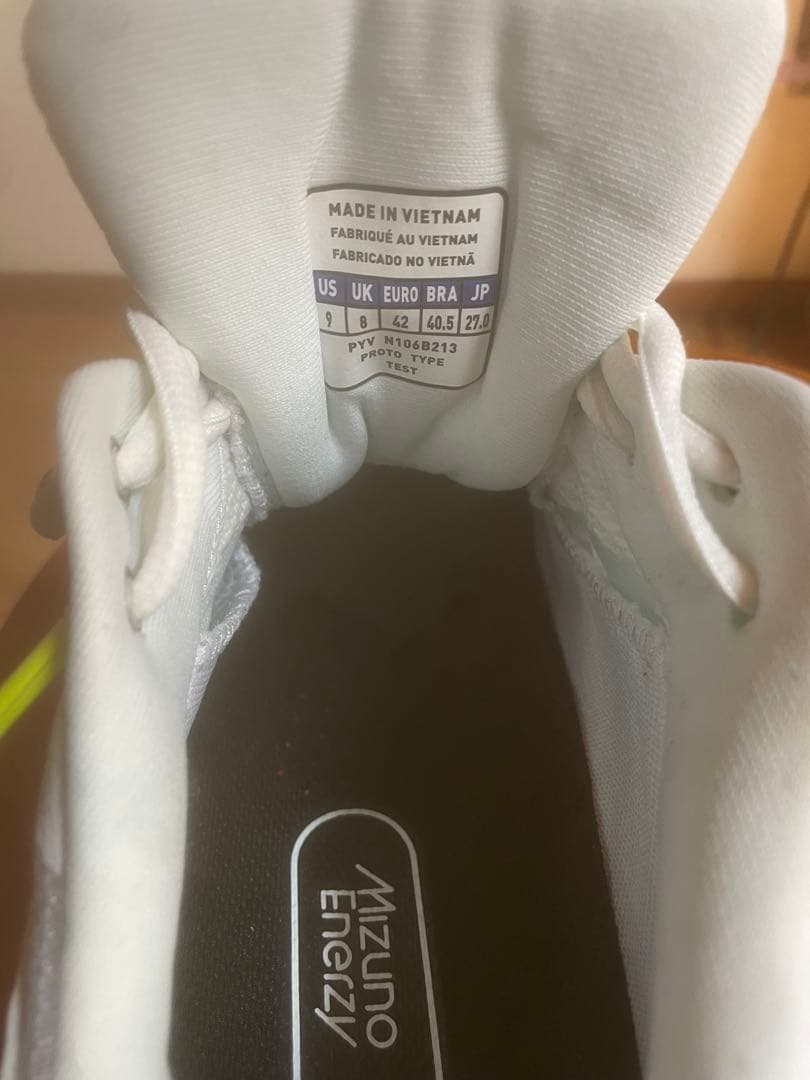 MADE IN VIETNAM
FABRIQUÉ AU VIETNAM
FABRICADO NO VIETNÃ
US UK EURO BRA JP
9 8 42 40.5 27.0
PYV N106B213
PROTO TYPE
TEST
Mizuno
Enerzy